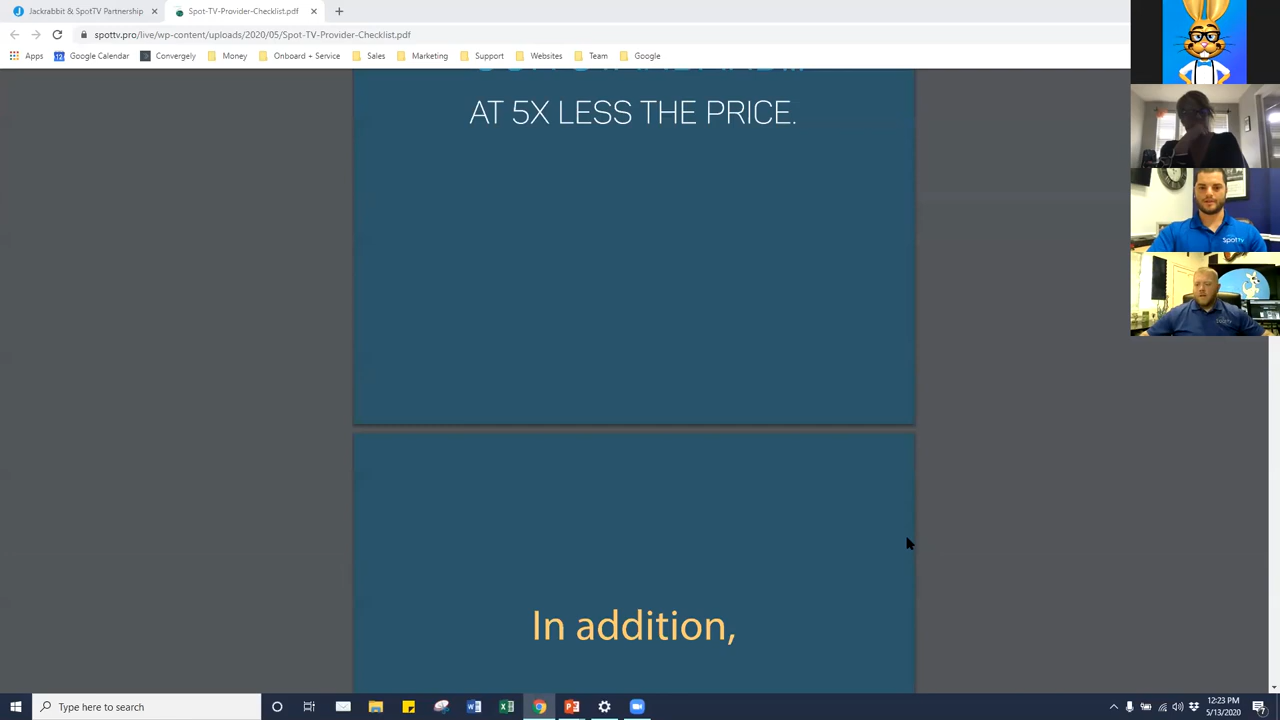 Jackrabbit & SpotTV Partnership
Spot-TV-Provider-Checklist.pdf
spottv.pro/live/wp-content/uploads/2020/05/Spot-TV-Provider-Checklist.pdf
Apps
Google Calendar
Convergely
Money
Onboard + Service
Sales
Marketing
Support
Websites
Team
Google
AT 5X LESS THE PRICE.
In addition,
SpotTV
Type here to search
12:23 PM
5/13/2020